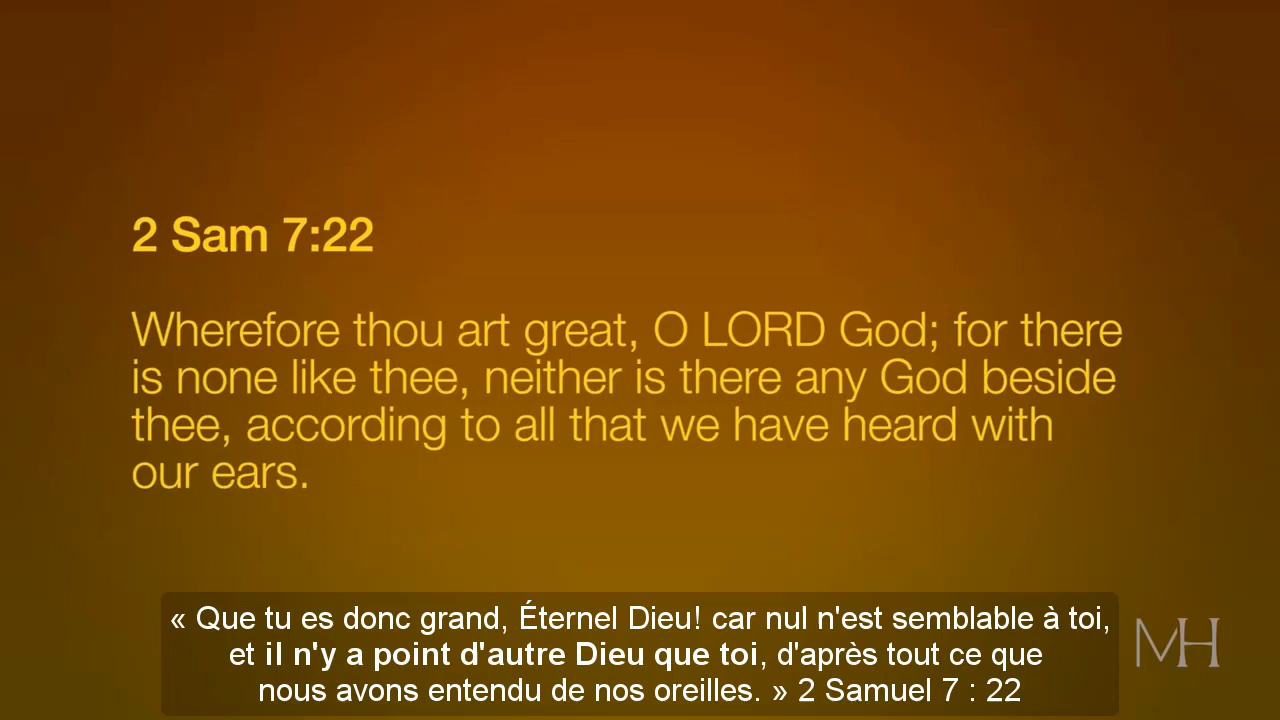 2 Sam 7:22
Wherefore thou art great, O LORD God; for there
is none like thee, neither is there any God beside
thee, according to all that we have heard with
our ears.
« Que tu es donc grand, Éternel Dieu! car nul n'est semblable à toi,
et il n'y a point d'autre Dieu que toi, d'après tout ce que
nous avons entendu de nos oreilles. » 2 Samuel 7 : 22
MH